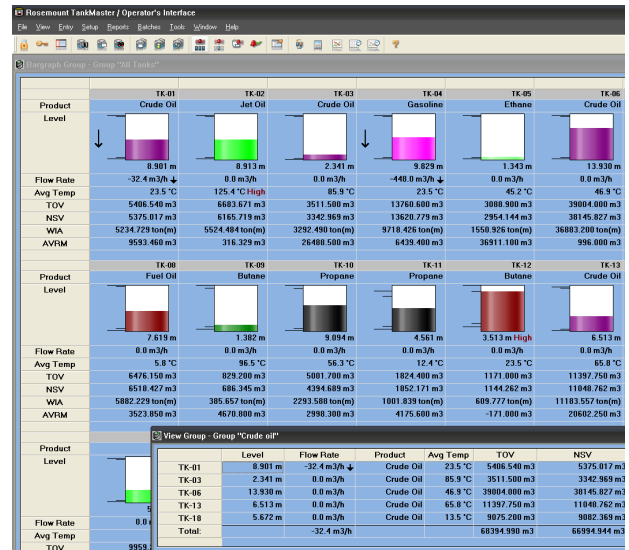 Rosemount TankMaster / Operator's Interface
File View Entry Setup Reports Batches Tools Window Help
Bargraph Group - Group "All Tanks"
TK-01 TK-02 TK-03 TK-04 TK-05 TK-06
Product Crude Oil Jet Oil Crude Oil Gasoline Ethane Crude Oil
Level
8.901 m 8.913 m 2.341 m 9.829 m 1.343 m 13.930 m
Flow Rate -32.4 m3/h 0.0 m3/h 0.0 m3/h -448.0 m3/h 0.0 m3/h 0.0 m3/h
Avg Temp 23.5 °C 125.4 °C High 85.9 °C 23.5 °C 45.2 °C 46.9 °C
TOV 5406.540 m3 6683.671 m3 3511.500 m3 13760.600 m3 3088.900 m3 39004.000 m3
NSV 5375.017 m3 6165.719 m3 3342.969 m3 13620.779 m3 2954.144 m3 38145.827 m3
WIA 5234.729 ton(m) 5524.484 ton(m) 3292.490 ton(m) 9718.426 ton(m) 1550.926 ton(m) 36883.200 ton(m)
AVRM 9593.460 m3 316.329 m3 26480.500 m3 6439.400 m3 36911.100 m3 996.000 m3
TK-08 TK-09 TK-10 TK-11 TK-12 TK-13
Product Fuel Oil Butane Propane Propane Butane Crude Oil
Level
7.619 m 1.382 m 9.094 m 4.561 m 3.513 m High 6.513 m
Flow Rate 0.0 m3/h 0.0 m3/h 0.0 m3/h 0.0 m3/h 0.0 m3/h 0.0 m3/h
Avg Temp 5.8 °C 96.5 °C 56.3 °C 12.4 °C 23.5 °C 65.8 °C
TOV 6476.150 m3 829.200 m3 5001.700 m3 1824.400 m3 1171.000 m3 11397.750 m3
NSV 6518.427 m3 686.345 m3 4394.689 m3 1852.171 m3 1144.262 m3 11048.762 m3
WIA 5882.229 ton(m) 385.657 ton(m) 2293.588 ton(m) 1001.839 ton(m) 609.777 ton(m) 11183.557 ton(m)
AVRM 3523.850 m3 4670.800 m3 2998.300 m3 4175.600 m3 -171.000 m3 20602.250 m3
Product
Level
Flow Rate 0.0
Avg Temp
TOV 9959.
View Group - Group "Crude oil"
Level Flow Rate Product Avg Temp TOV NSV
TK-01 8.901 m -32.4 m3/h Crude Oil 23.5 °C 5406.540 m3 5375.017 m3
TK-03 2.341 m 0.0 m3/h Crude Oil 85.9 °C 3511.500 m3 3342.969 m3
TK-06 13.930 m 0.0 m3/h Crude Oil 46.9 °C 39004.000 m3 38145.827 m3
TK-13 6.513 m 0.0 m3/h Crude Oil 65.8 °C 11397.750 m3 11048.762 m3
TK-18 5.672 m 0.0 m3/h Crude Oil 13.5 °C 9075.200 m3 9082.369 m3
Total: -32.4 m3/h 68394.990 m3 66994.944 m3